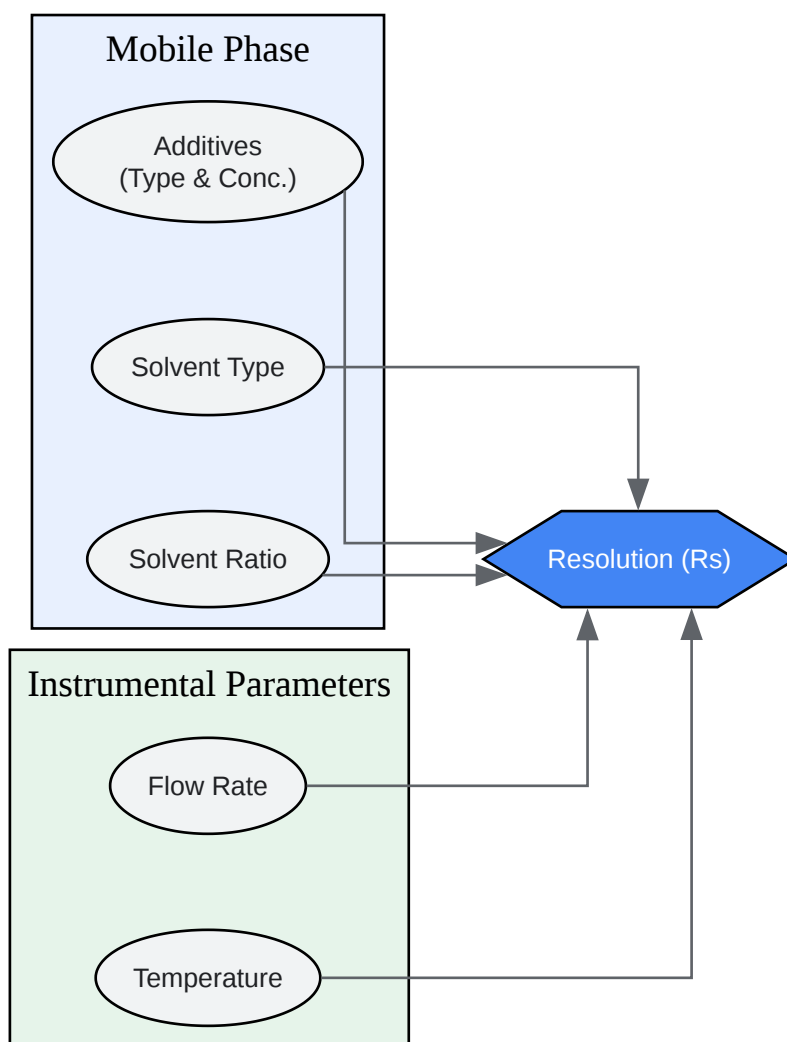 Mobile Phase
Additives
(Type & Conc.)
Solvent Type
Solvent Ratio
Resolution (Rs)
Instrumental Parameters
Flow Rate
Temperature